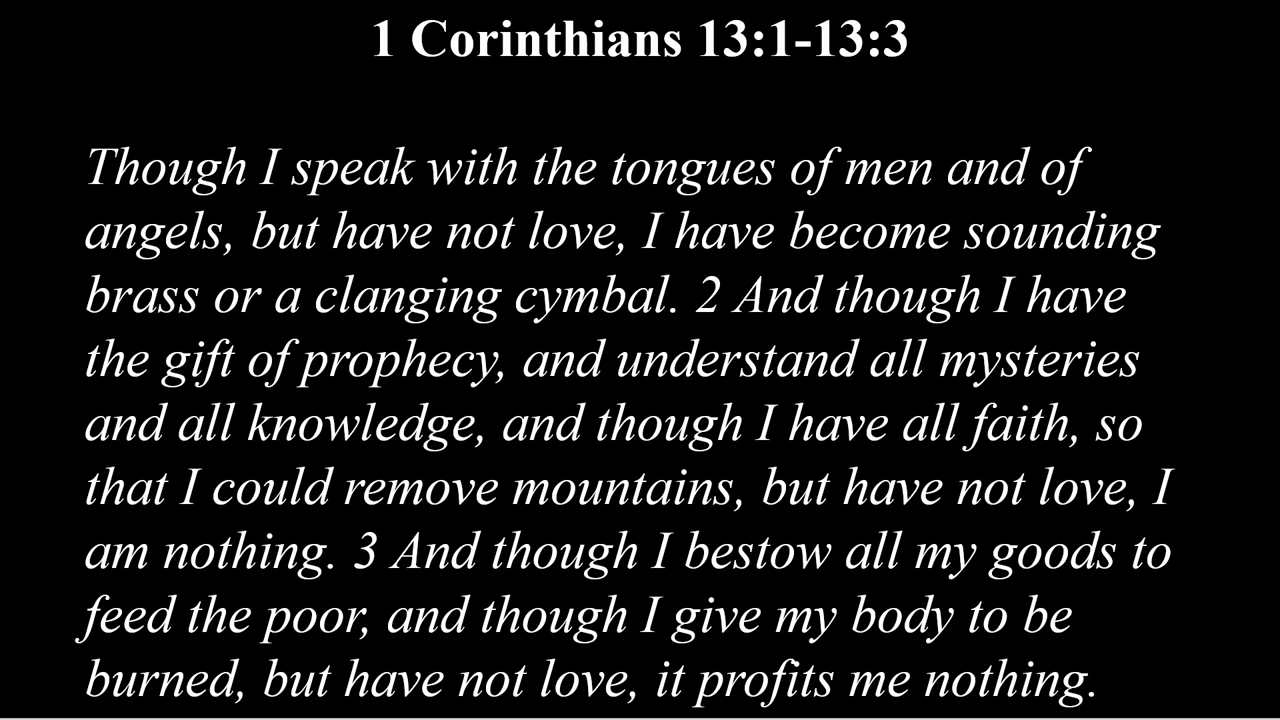 1 Corinthians 13:1-13:3
Though I speak with the tongues of men and of
angels, but have not love, I have become sounding
brass or a clanging cymbal. 2 And though I have
the gift of prophecy, and understand all mysteries
and all knowledge, and though I have all faith, so
that I could remove mountains, but have not love, I
am nothing. 3 And though I bestow all my goods to
feed the poor, and though I give my body to be
burned, but have not love, it profits me nothing.